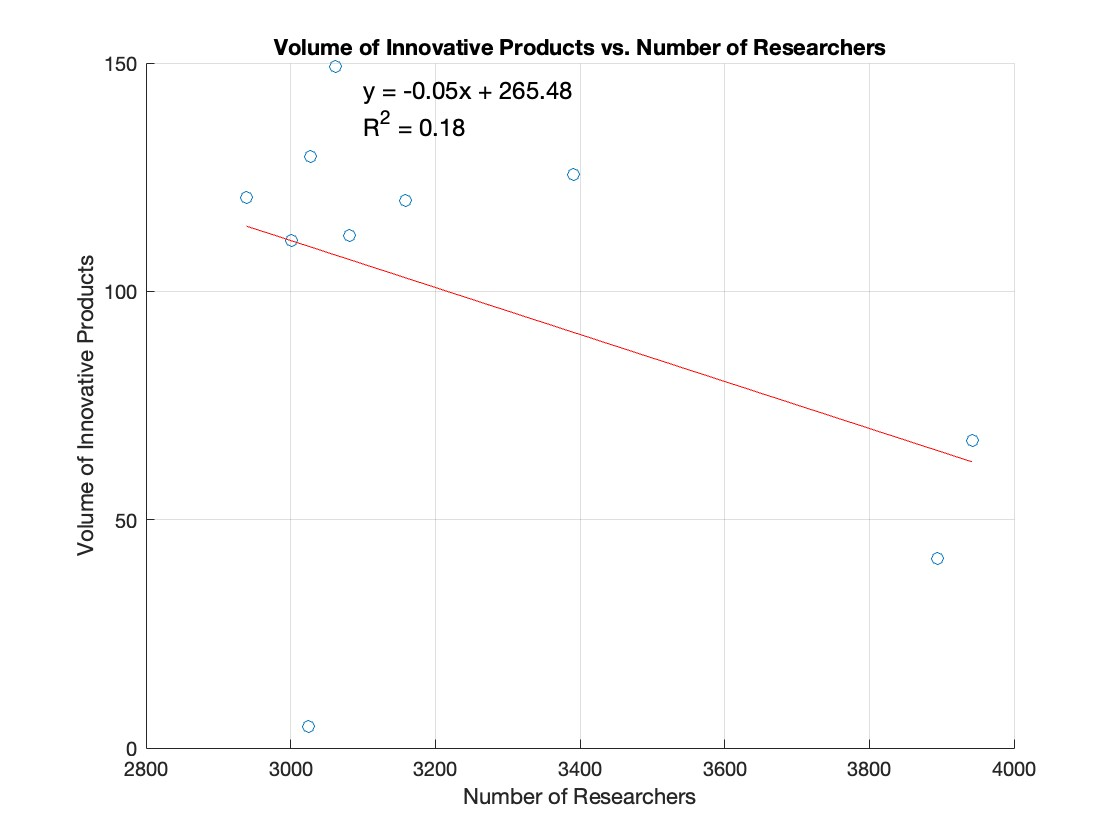 Volume of Innovative Products vs. Number of Researchers
150
y = -0.05x + 265.48
R² = 0.18
100
50
0
Volume of Innovative Products
2800 3000 3200 3400 3600 3800 4000
Number of Researchers